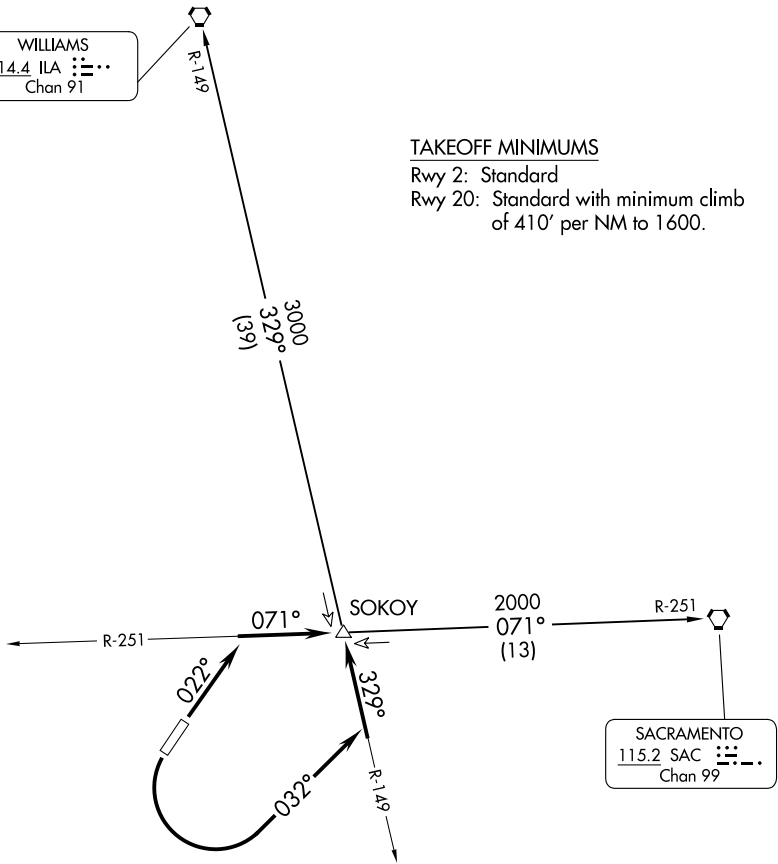 WILLIAMS
14.4 ILA
Chan 91
R-149
TAKEOFF MINIMUMS
Rwy 2: Standard
Rwy 20: Standard with minimum climb
of 410' per NM to 1600.
3000
329°
(39)
SOKOY
2000
071°
(13)
R-251
071°
R-251
022°
329°
032°
R-149
SACRAMENTO
115.2 SAC
Chan 99